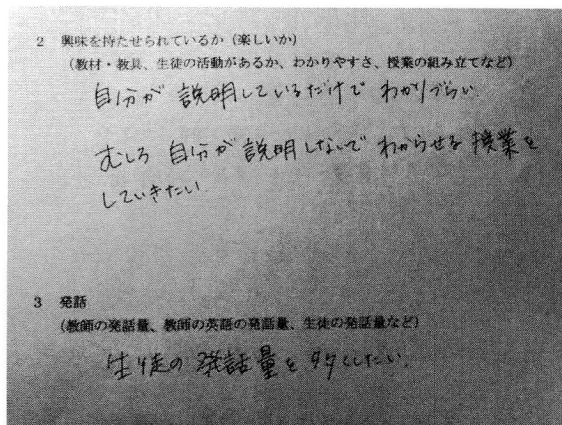 2 興味を持たせられているか（楽しいか）
（教材・教具、生徒の活動があるか、わかりやすさ、授業の組み立てなど）
自分が説明しているだけでわかりづらい
むしろ自分が説明しないでわからせる授業を
していきたい
3 発話
（教師の発話量、教師の英語の発話量、生徒の発話量など）
生徒の発話量を多くしたい。